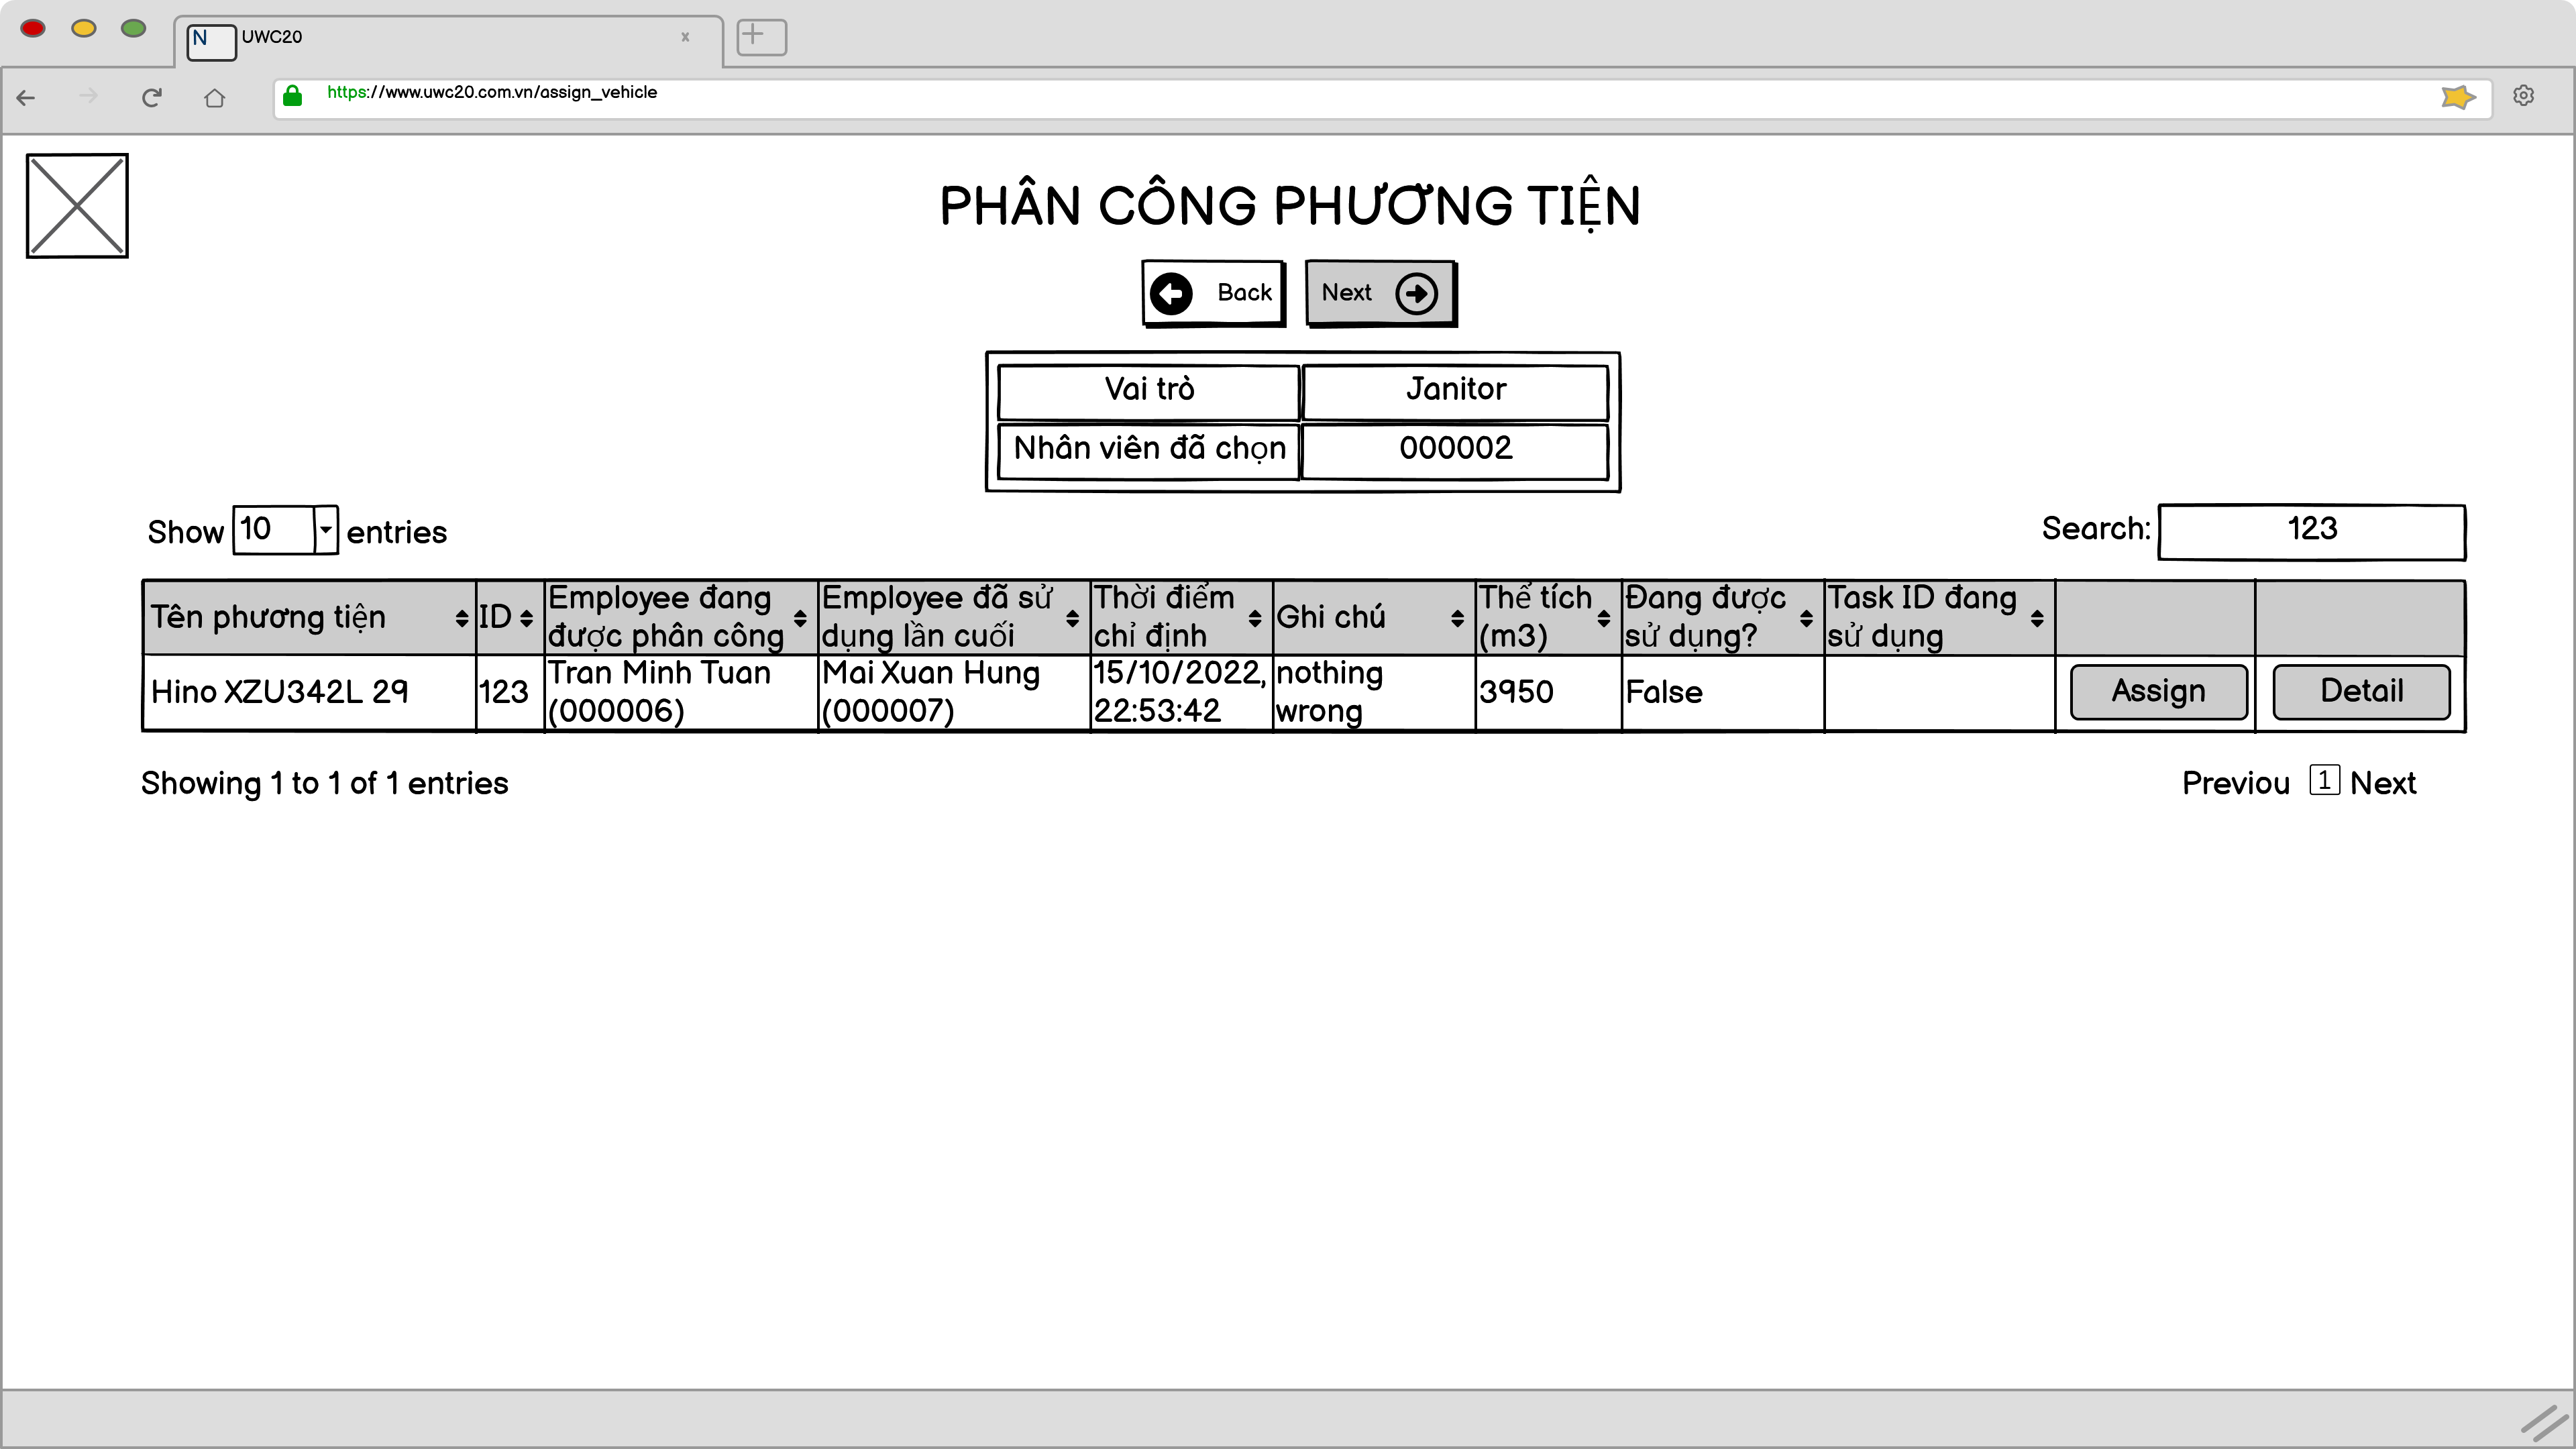 N UWC20 x
https://www.uwc20.com.vn/assign_vehicle
PHÂN CÔNG PHƯƠNG TIỆN
Back Next
Vai trò Janitor
Nhân viên đã chọn 000002
Show 10 entries Search: 123
Tên phương tiện
ID
Employee đang
được phân công
Employee đã sử
dụng lần cuối
Thời điểm
chỉ định
Ghi chú
Thể tích
(m3)
Đang được
sử dụng?
Task ID đang
sử dụng
Hino XZU342L 29
123
Tran Minh Tuan
(000006)
Mai Xuan Hung
(000007)
15/10/2022,
22:53:42
nothing
wrong
3950
False
Assign
Detail
Showing 1 to 1 of 1 entries Previou 1 Next